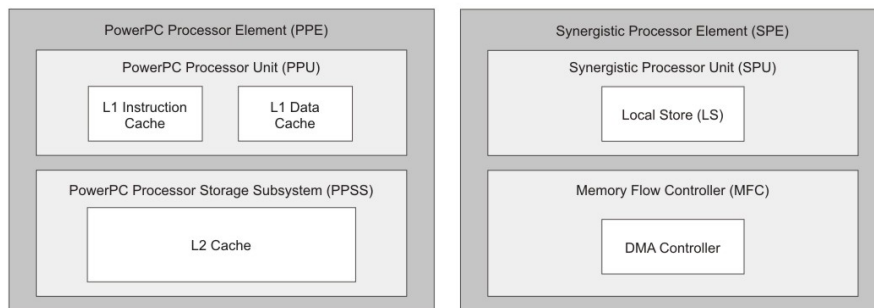 PowerPC Processor Element (PPE)
PowerPC Processor Unit (PPU)
L1 Instruction
Cache
L1 Data
Cache
PowerPC Processor Storage Subsystem (PPSS)
L2 Cache
Synergistic Processor Element (SPE)
Synergistic Processor Unit (SPU)
Local Store (LS)
Memory Flow Controller (MFC)
DMA Controller